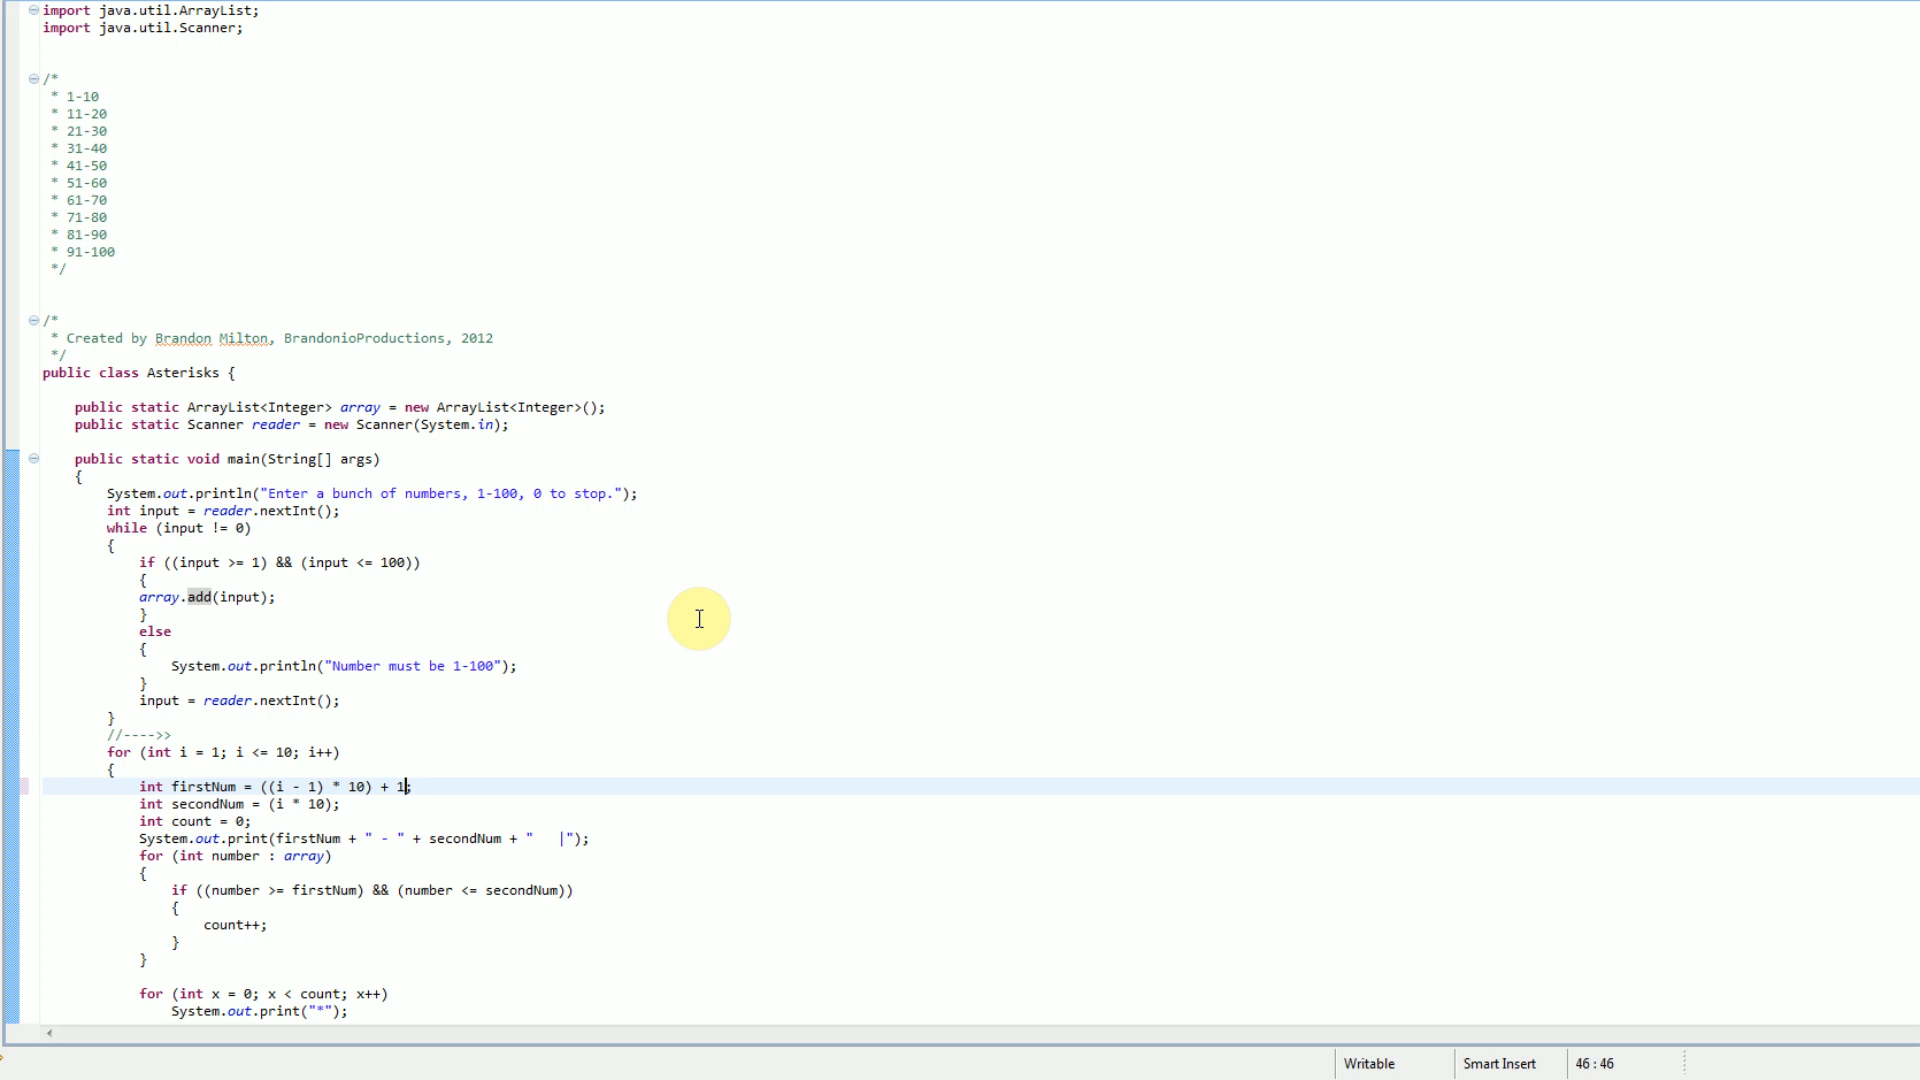 import java.util.ArrayList;
import java.util.Scanner;
/*
 * 1-10
 * 11-20
 * 21-30
 * 31-40
 * 41-50
 * 51-60
 * 61-70
 * 71-80
 * 81-90
 * 91-100
 */
/*
 * Created by Brandon Milton, BrandonioProductions, 2012
 */
public class Asterisks {
    public static ArrayList<Integer> array = new ArrayList<Integer>();
    public static Scanner reader = new Scanner(System.in);
    public static void main(String[] args)
    {
        System.out.println("Enter a bunch of numbers, 1-100, 0 to stop.");
        int input = reader.nextInt();
        while (input != 0)
        {
            if ((input >= 1) && (input <= 100))
            {
            array.add(input);
            }
            else
            {
                System.out.println("Number must be 1-100");
            }
            input = reader.nextInt();
        }
        //---->>
        for (int i = 1; i <= 10; i++)
        {
            int firstNum = ((i - 1) * 10) + 1;
            int secondNum = (i * 10);
            int count = 0;
            System.out.print(firstNum + " - " + secondNum + "   |");
            for (int number : array)
            {
                if ((number >= firstNum) && (number <= secondNum))
                {
                    count++;
                }
            }
            for (int x = 0; x < count; x++)
                System.out.print("*");
Writable Smart Insert 46 : 46